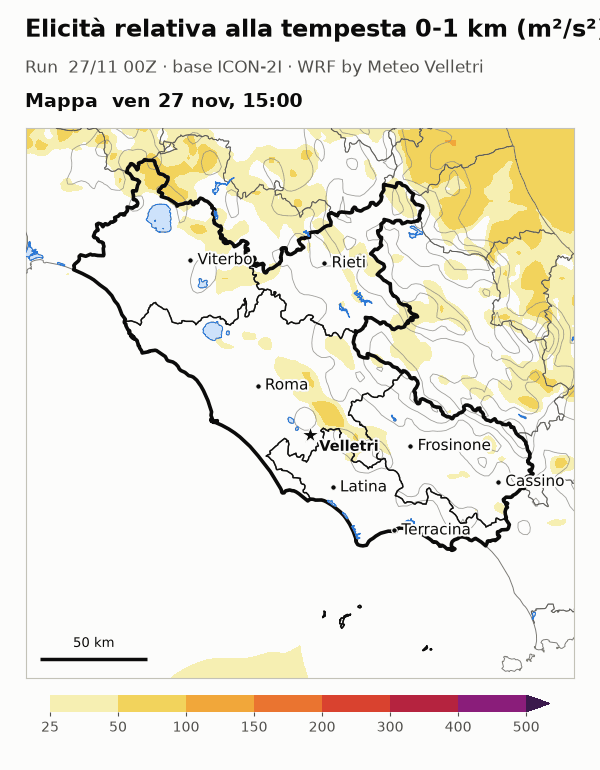 Elicità relativa alla tempesta 0-1 km (m²/s²)
Run 27/11 00Z · base ICON-2I · WRF by Meteo Velletri
Mappa ven 27 nov, 15:00
Viterbo
Rieti
Roma
Velletri
Frosinone
Latina
Cassino
Terracina
50 km
25 50 100 150 200 300 400 500